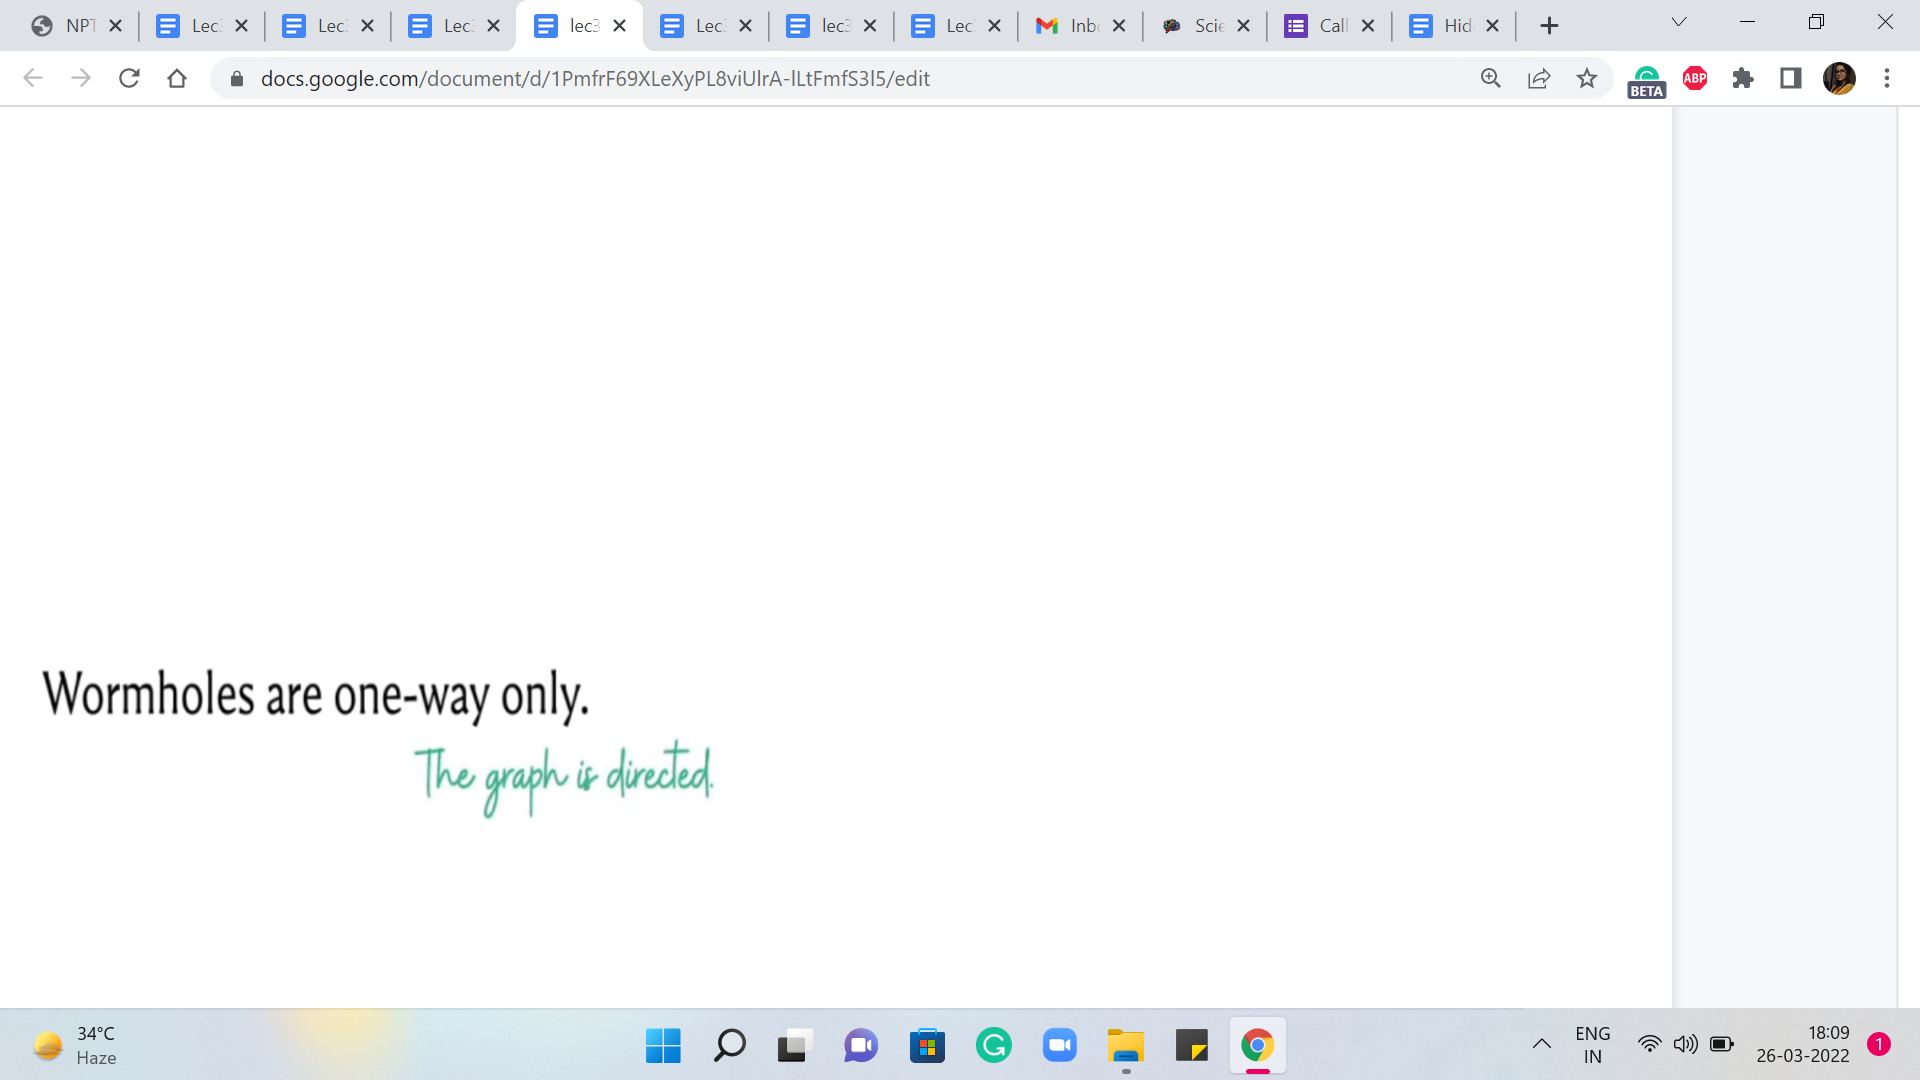 NPT Lec Lec Lec lec3 Lec lec3 Lec Inb Scie Call Hid
docs.google.com/document/d/1PmfrF69XLeXyPL8viUlrA-lLtFmfS3l5/edit
ABP
BETA
Wormholes are one-way only.
The graph is directed.
34°C
Haze
ENG
IN
18:09
26-03-2022
1